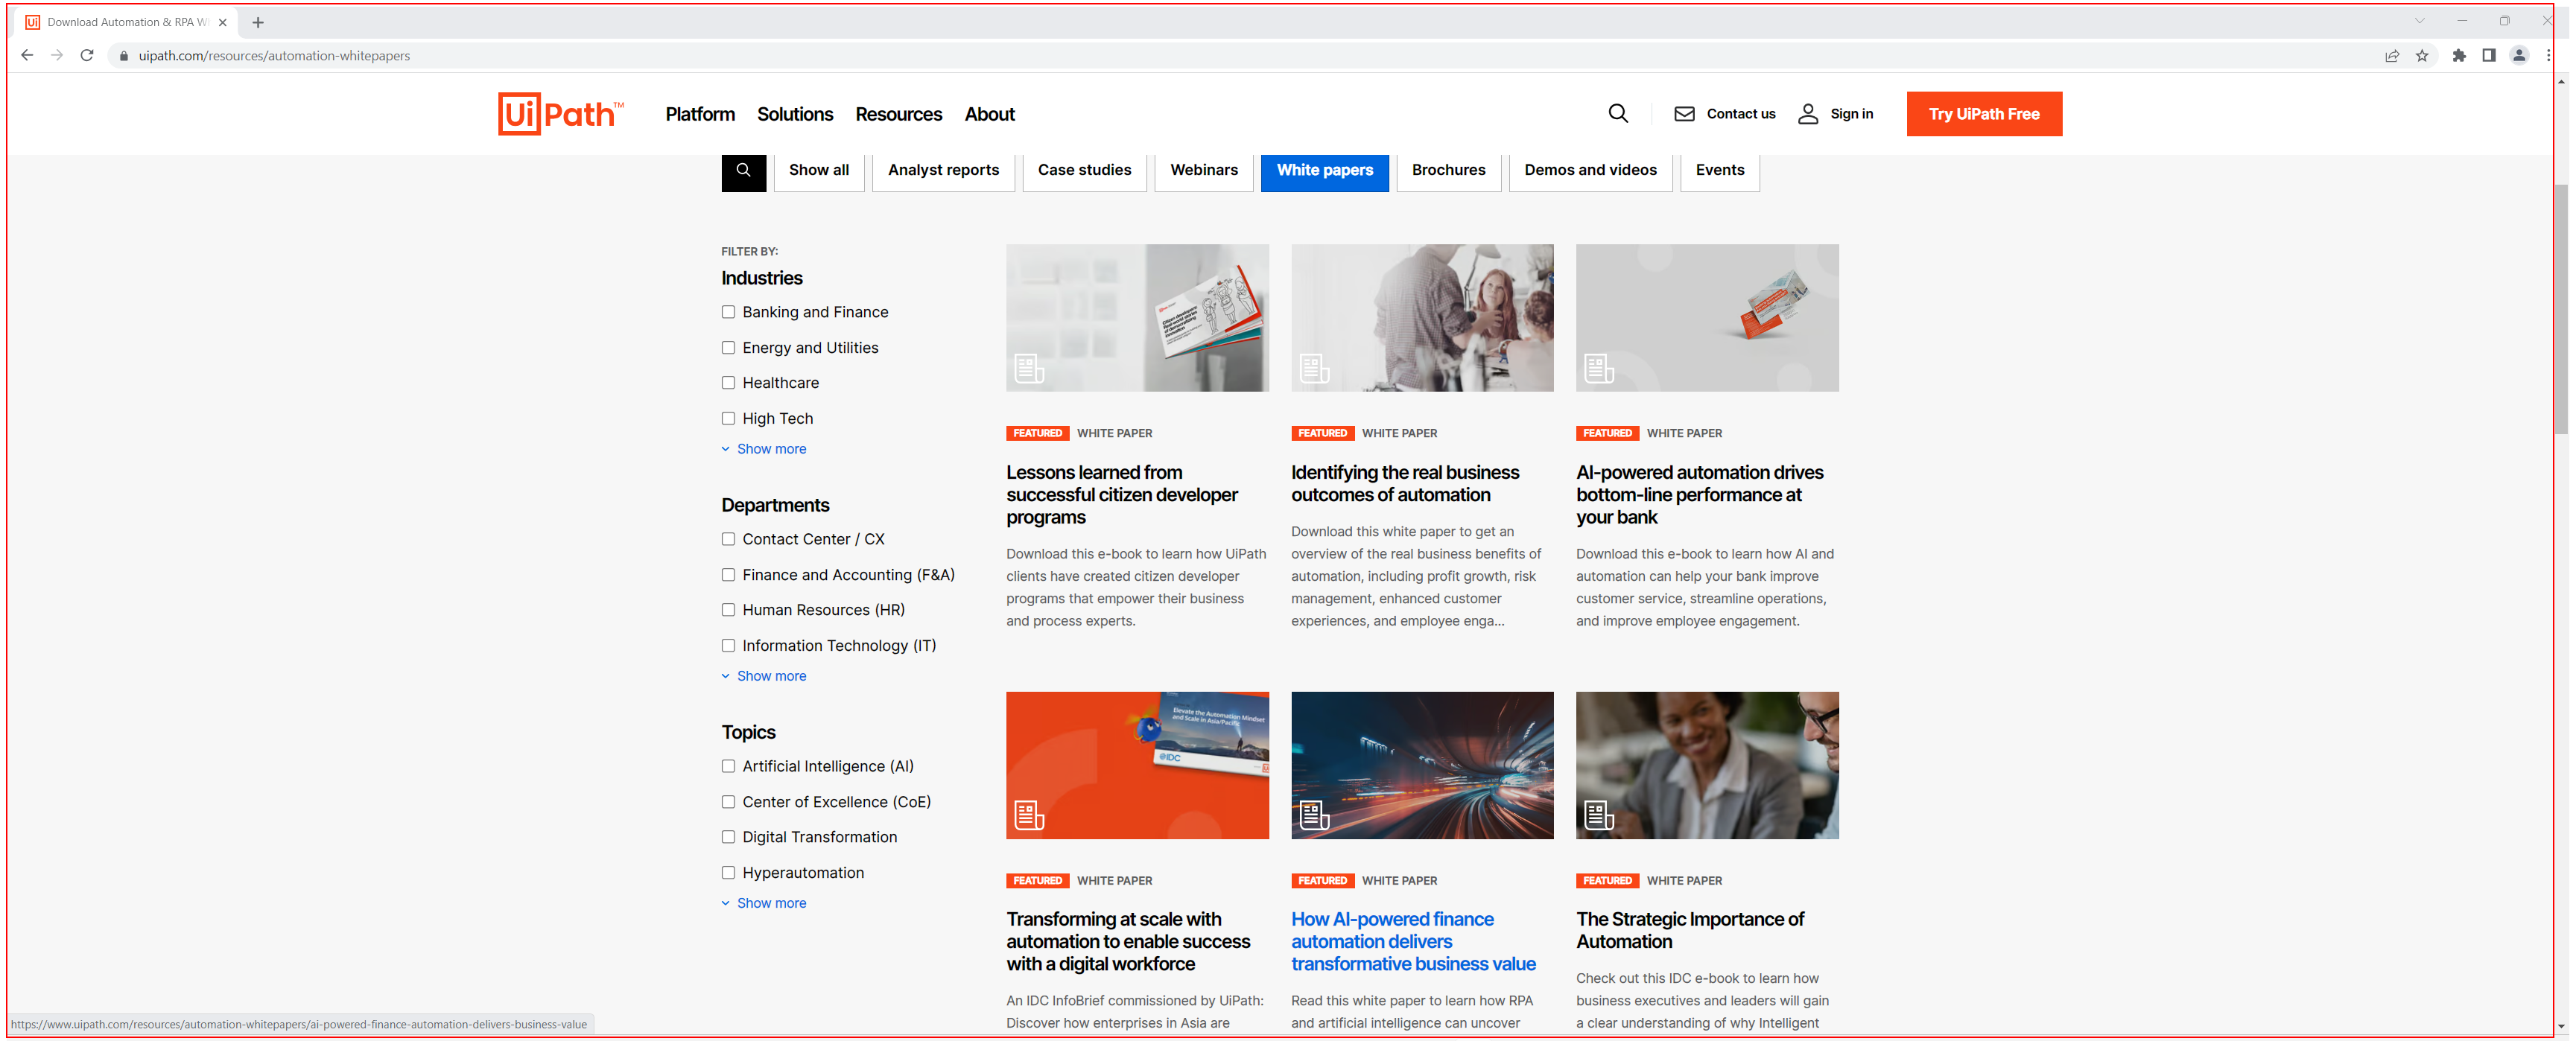 Download Automation & RPA W
uipath.com/resources/automation-whitepapers
UiPath™
Platform
Solutions
Resources
About
Contact us
Sign in
Try UiPath Free
Show all
Analyst reports
Case studies
Webinars
White papers
Brochures
Demos and videos
Events
FILTER BY:
Industries
Banking and Finance
Energy and Utilities
Healthcare
High Tech
Show more
Departments
Contact Center / CX
Finance and Accounting (F&A)
Human Resources (HR)
Information Technology (IT)
Show more
Topics
Artificial Intelligence (AI)
Center of Excellence (CoE)
Digital Transformation
Hyperautomation
Show more
FEATURED WHITE PAPER
Lessons learned from
successful citizen developer
programs
Download this e-book to learn how UiPath
clients have created citizen developer
programs that empower their business
and process experts.
FEATURED WHITE PAPER
Identifying the real business
outcomes of automation
Download this white paper to get an
overview of the real business benefits of
automation, including profit growth, risk
management, enhanced customer
experiences, and employee enga...
FEATURED WHITE PAPER
AI-powered automation drives
bottom-line performance at
your bank
Download this e-book to learn how AI and
automation can help your bank improve
customer service, streamline operations,
and improve employee engagement.
Elevate the Automation Mindset
and Scale in Asia/Pacific
IDC
FEATURED WHITE PAPER
Transforming at scale with
automation to enable success
with a digital workforce
An IDC InfoBrief commissioned by UiPath:
Discover how enterprises in Asia are
FEATURED WHITE PAPER
How AI-powered finance
automation delivers
transformative business value
Read this white paper to learn how RPA
and artificial intelligence can uncover
FEATURED WHITE PAPER
The Strategic Importance of
Automation
Check out this IDC e-book to learn how
business executives and leaders will gain
a clear understanding of why Intelligent
https://www.uipath.com/resources/automation-whitepapers/ai-powered-finance-automation-delivers-business-value